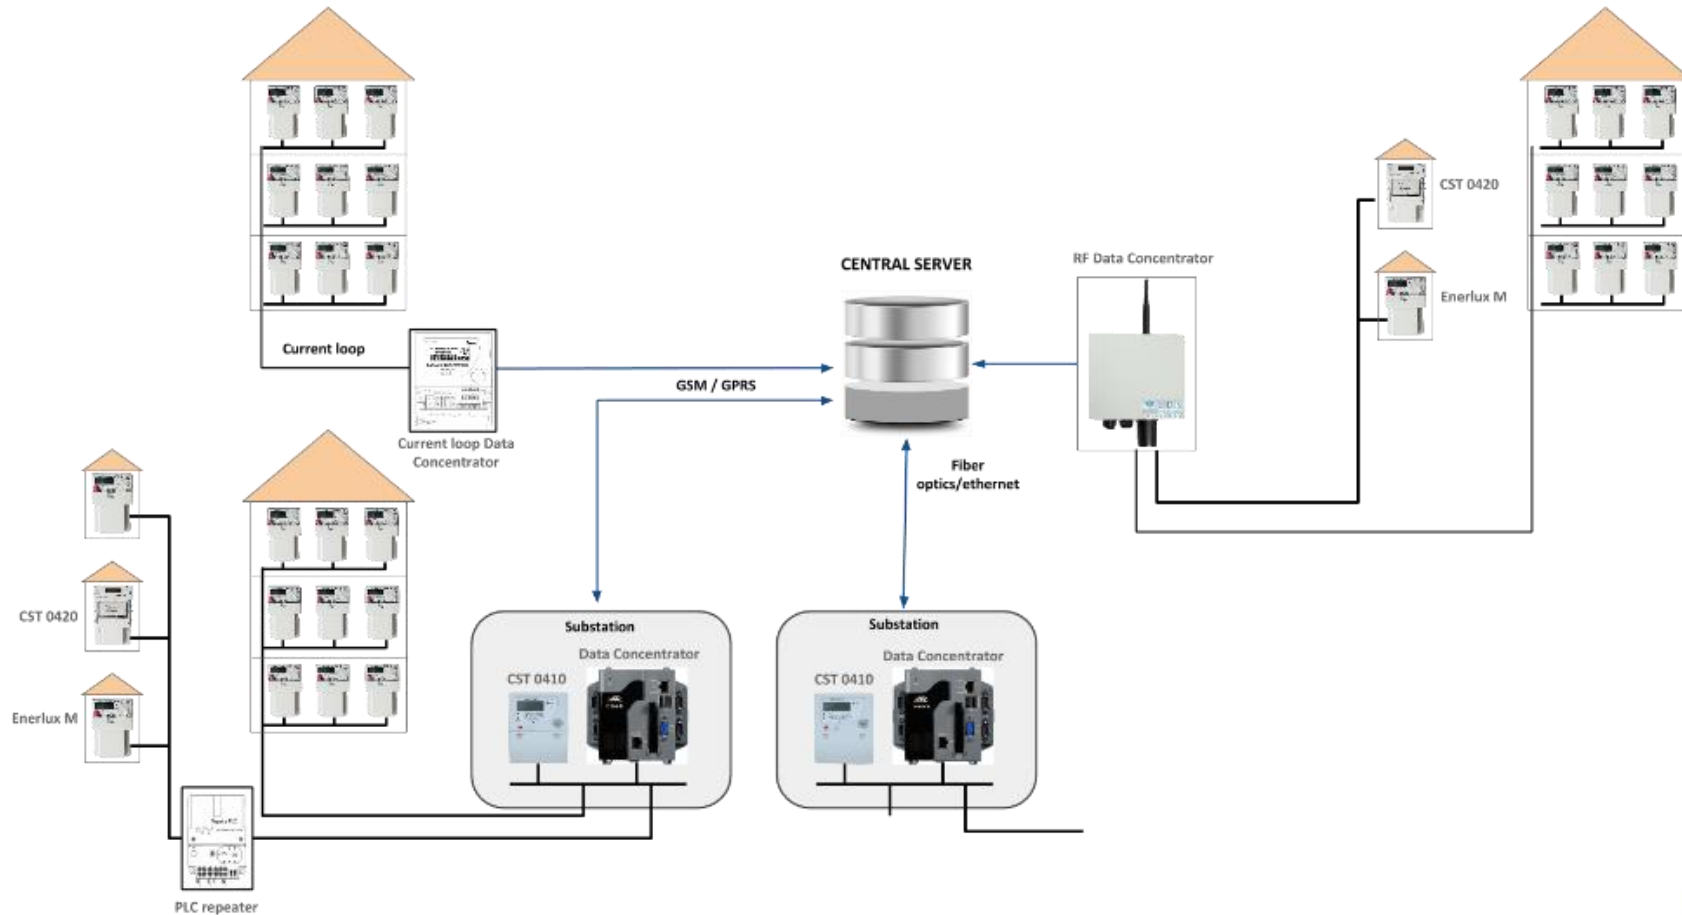 CST 0420
CENTRAL SERVER
RF Data Concentrator
Enerlux M
Current loop
GSM / GPRS
Current loop Data
Concentrator
Fiber
optics/ethernet
CST 0420
Enerlux M
Substation
Data Concentrator
CST 0410
Substation
Data Concentrator
CST 0410
PLC repeater